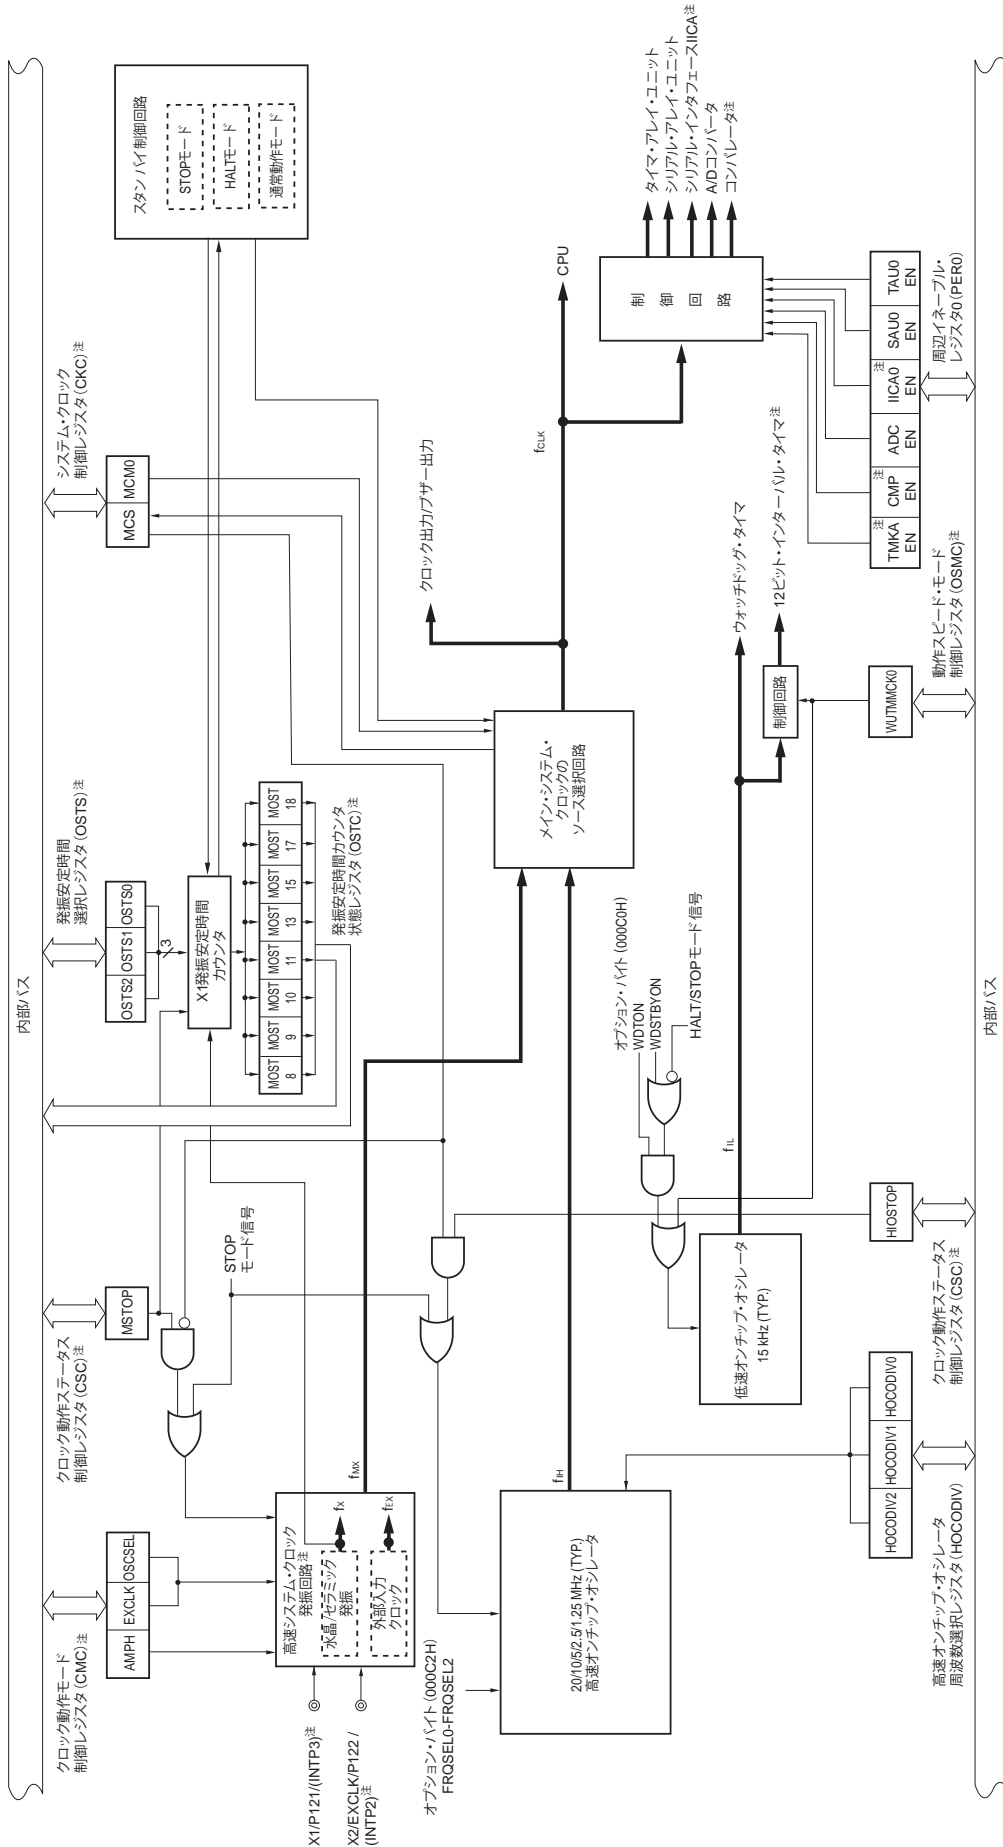 内部バス
クロック動作モード
制御レジスタ(CMC)注
AMPH
EXCLK
OSCSEL
クロック動作ステータス
制御レジスタ(CSC)注
MSTOP
発振安定時間
選択レジスタ(OSTS)注
OSTS2
OSTS1
OSTS0
3
システム・クロック
制御レジスタ(CKC)注
MCS
MCM0
スタンバイ制御回路
STOPモード
HALTモード
通常動作モード
STOP
モード信号
X1発振安定時間
カウンタ
MOST
8
MOST
9
MOST
10
MOST
11
MOST
13
MOST
15
MOST
17
MOST
18
発振安定時間カウンタ
状態レジスタ(OSTC)注
高速システム・クロック
発振回路注
水晶/セラミック
発振
外部入力
クロック
fX
fEX
fMX
X1/P121/(INTP3)注
X2/EXCLK/P122/
(INTP2)注
オプション・バイト(000C2H)
FRQSEL0-FRQSEL2
20/10/5/2.5/1.25 MHz (TYP.)
高速オンチップ・オシレータ
fIH
メイン・システム・
クロックの
ソース選択回路
クロック出力/ブザー出力
fCLK
CPU
制御回路
タイマ・アレイ・ユニット
シリアル・アレイ・ユニット
シリアル・インタフェースIICA注
A/Dコンバータ
コンパレータ注
オプション・バイト(000C0H)
WDTON
WDSTBYON
HALT/STOPモード信号
低速オンチップ・オシレータ
15 kHz (TYP.)
fIL
ウォッチドッグ・タイマ
制御回路
12ビット・インターバル・タイマ注
HOCODIV2
HOCODIV1
HOCODIV0
高速オンチップ・オシレータ
周波数選択レジスタ(HOCODIV)
HIOSTOP
クロック動作ステータス
制御レジスタ(CSC)注
WUTMMCK0
動作スピード・モード
制御レジスタ(OSMC)注
注
TMKA
EN
注
CMP
EN
ADC
EN
注
IICA0
EN
SAU0
EN
TAU0
EN
周辺イネーブル・
レジスタ0(PER0)
内部バス